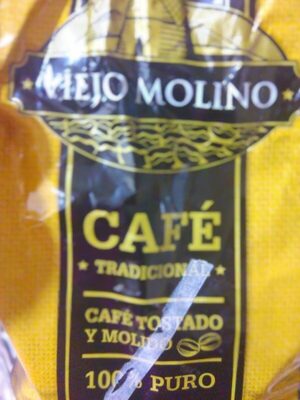 VIEJO MOLINO
CAFÉ
TRADICIONAL
CAFÉ TOSTADO
Y MOLIDO
100% PURO